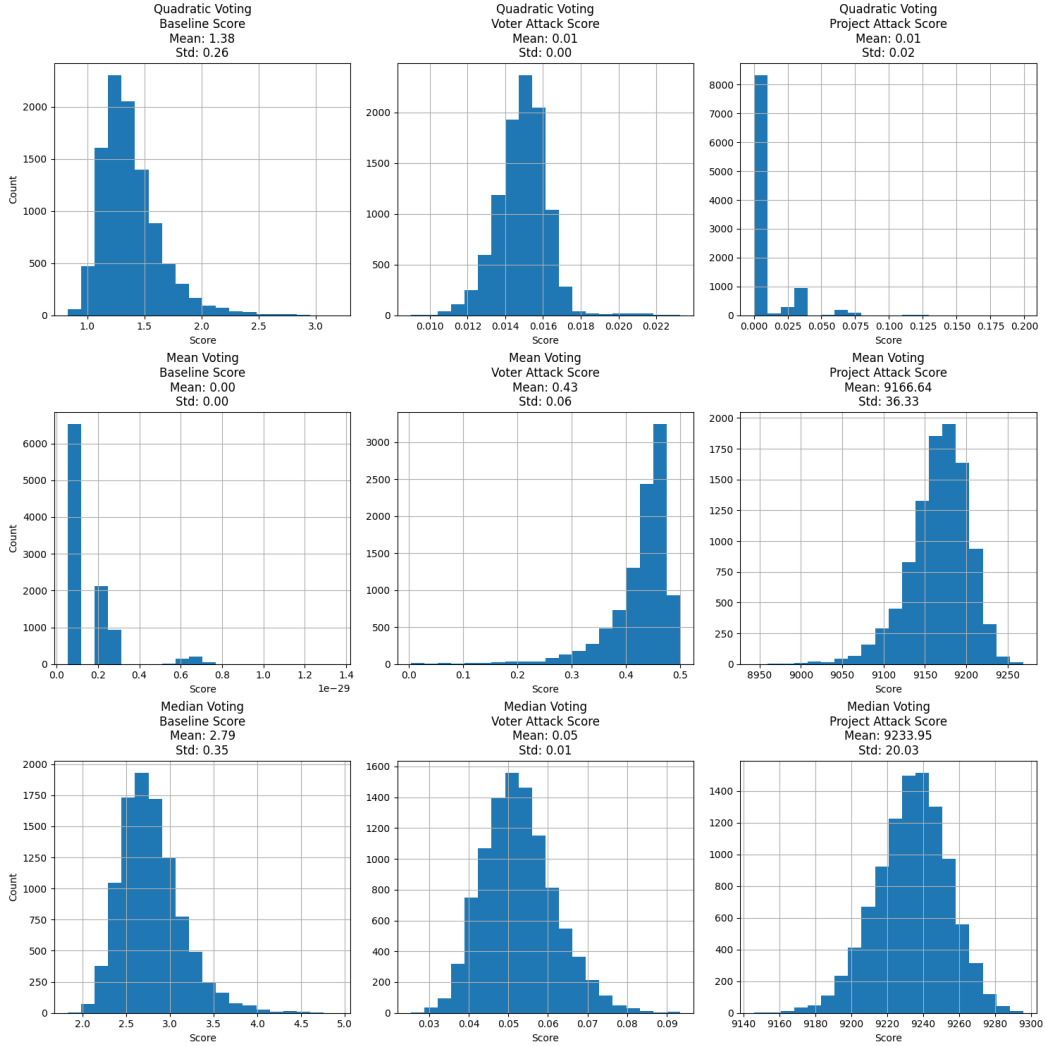 Quadratic Voting
Baseline Score
Mean: 1.38
Std: 0.26
2000
1500
1000
500
0
Count
1.0 1.5 2.0 2.5 3.0
Score
Quadratic Voting
Voter Attack Score
Mean: 0.01
Std: 0.00
2000
1500
1000
500
0
0.010 0.012 0.014 0.016 0.018 0.020 0.022
Score
Quadratic Voting
Project Attack Score
Mean: 0.01
Std: 0.02
8000
7000
6000
5000
4000
3000
2000
1000
0
0.000 0.025 0.050 0.075 0.100 0.125 0.150 0.175 0.200
Score
Mean Voting
Baseline Score
Mean: 0.00
Std: 0.00
6000
5000
4000
3000
2000
1000
0
Count
0.0 0.2 0.4 0.6 0.8 1.0 1.2 1.4
Score
1e−29
Mean Voting
Voter Attack Score
Mean: 0.43
Std: 0.06
3000
2500
2000
1500
1000
500
0
0.0 0.1 0.2 0.3 0.4 0.5
Score
Mean Voting
Project Attack Score
Mean: 9166.64
Std: 36.33
2000
1750
1500
1250
1000
750
500
250
0
8950 9000 9050 9100 9150 9200 9250
Score
Median Voting
Baseline Score
Mean: 2.79
Std: 0.35
2000
1750
1500
1250
1000
750
500
250
0
Count
2.0 2.5 3.0 3.5 4.0 4.5 5.0
Score
Median Voting
Voter Attack Score
Mean: 0.05
Std: 0.01
1600
1400
1200
1000
800
600
400
200
0
0.03 0.04 0.05 0.06 0.07 0.08 0.09
Score
Median Voting
Project Attack Score
Mean: 9233.95
Std: 20.03
1400
1200
1000
800
600
400
200
0
9140 9160 9180 9200 9220 9240 9260 9280 9300
Score